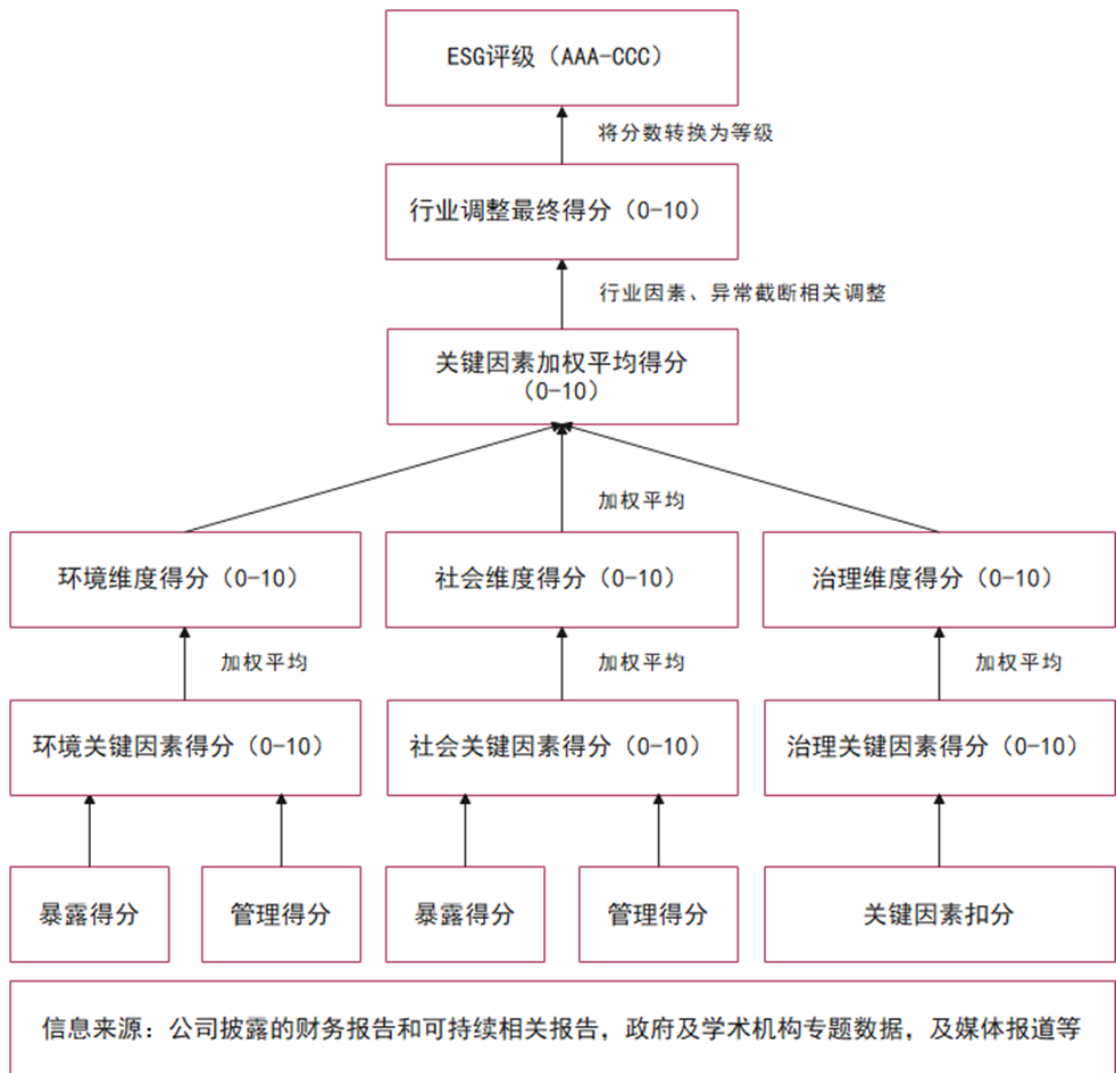 ESG评级（AAA-CCC）
将分数转换为等级
行业调整最终得分（0-10）
行业因素、异常截断相关调整
关键因素加权平均得分
（0-10）
加权平均
环境维度得分（0-10）
社会维度得分（0-10）
治理维度得分（0-10）
加权平均
加权平均
加权平均
环境关键因素得分（0-10）
社会关键因素得分（0-10）
治理关键因素得分（0-10）
暴露得分
管理得分
暴露得分
管理得分
关键因素扣分
信息来源：公司披露的财务报告和可持续相关报告，政府及学术机构专题数据，及媒体报道等